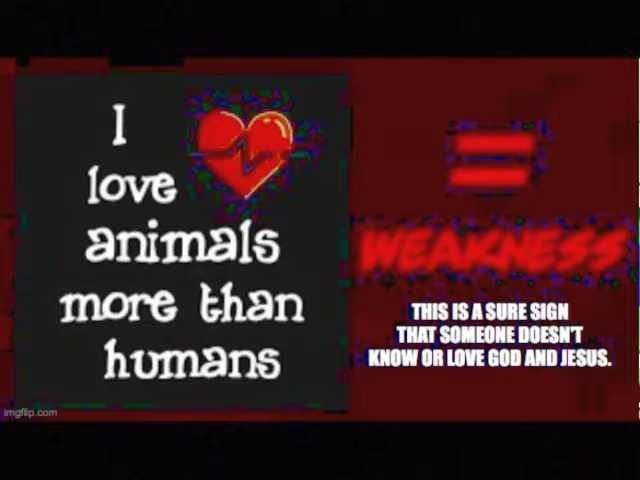 I
love
animals
more than
humans
=
WEAKNESS
THIS IS A SURE SIGN
THAT SOMEONE DOESN'T
KNOW OR LOVE GOD AND JESUS.
imgflip.com